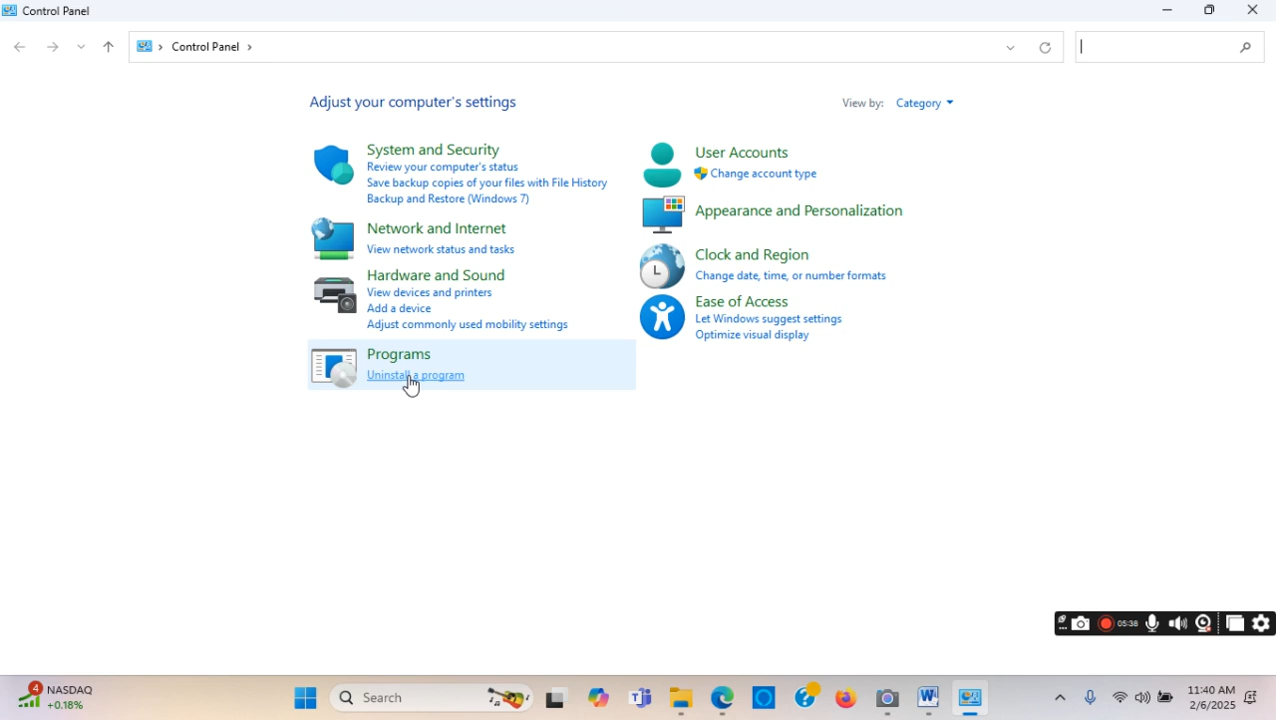 Control Panel
Control Panel
Adjust your computer's settings
View by: Category
System and Security
Review your computer's status
Save backup copies of your files with File History
Backup and Restore (Windows 7)
Network and Internet
View network status and tasks
Hardware and Sound
View devices and printers
Add a device
Adjust commonly used mobility settings
Programs
Uninstall a program
User Accounts
Change account type
Appearance and Personalization
Clock and Region
Change date, time, or number formats
Ease of Access
Let Windows suggest settings
Optimize visual display
05:38
4
NASDAQ
+0.18%
Search
11:40 AM
2/6/2025